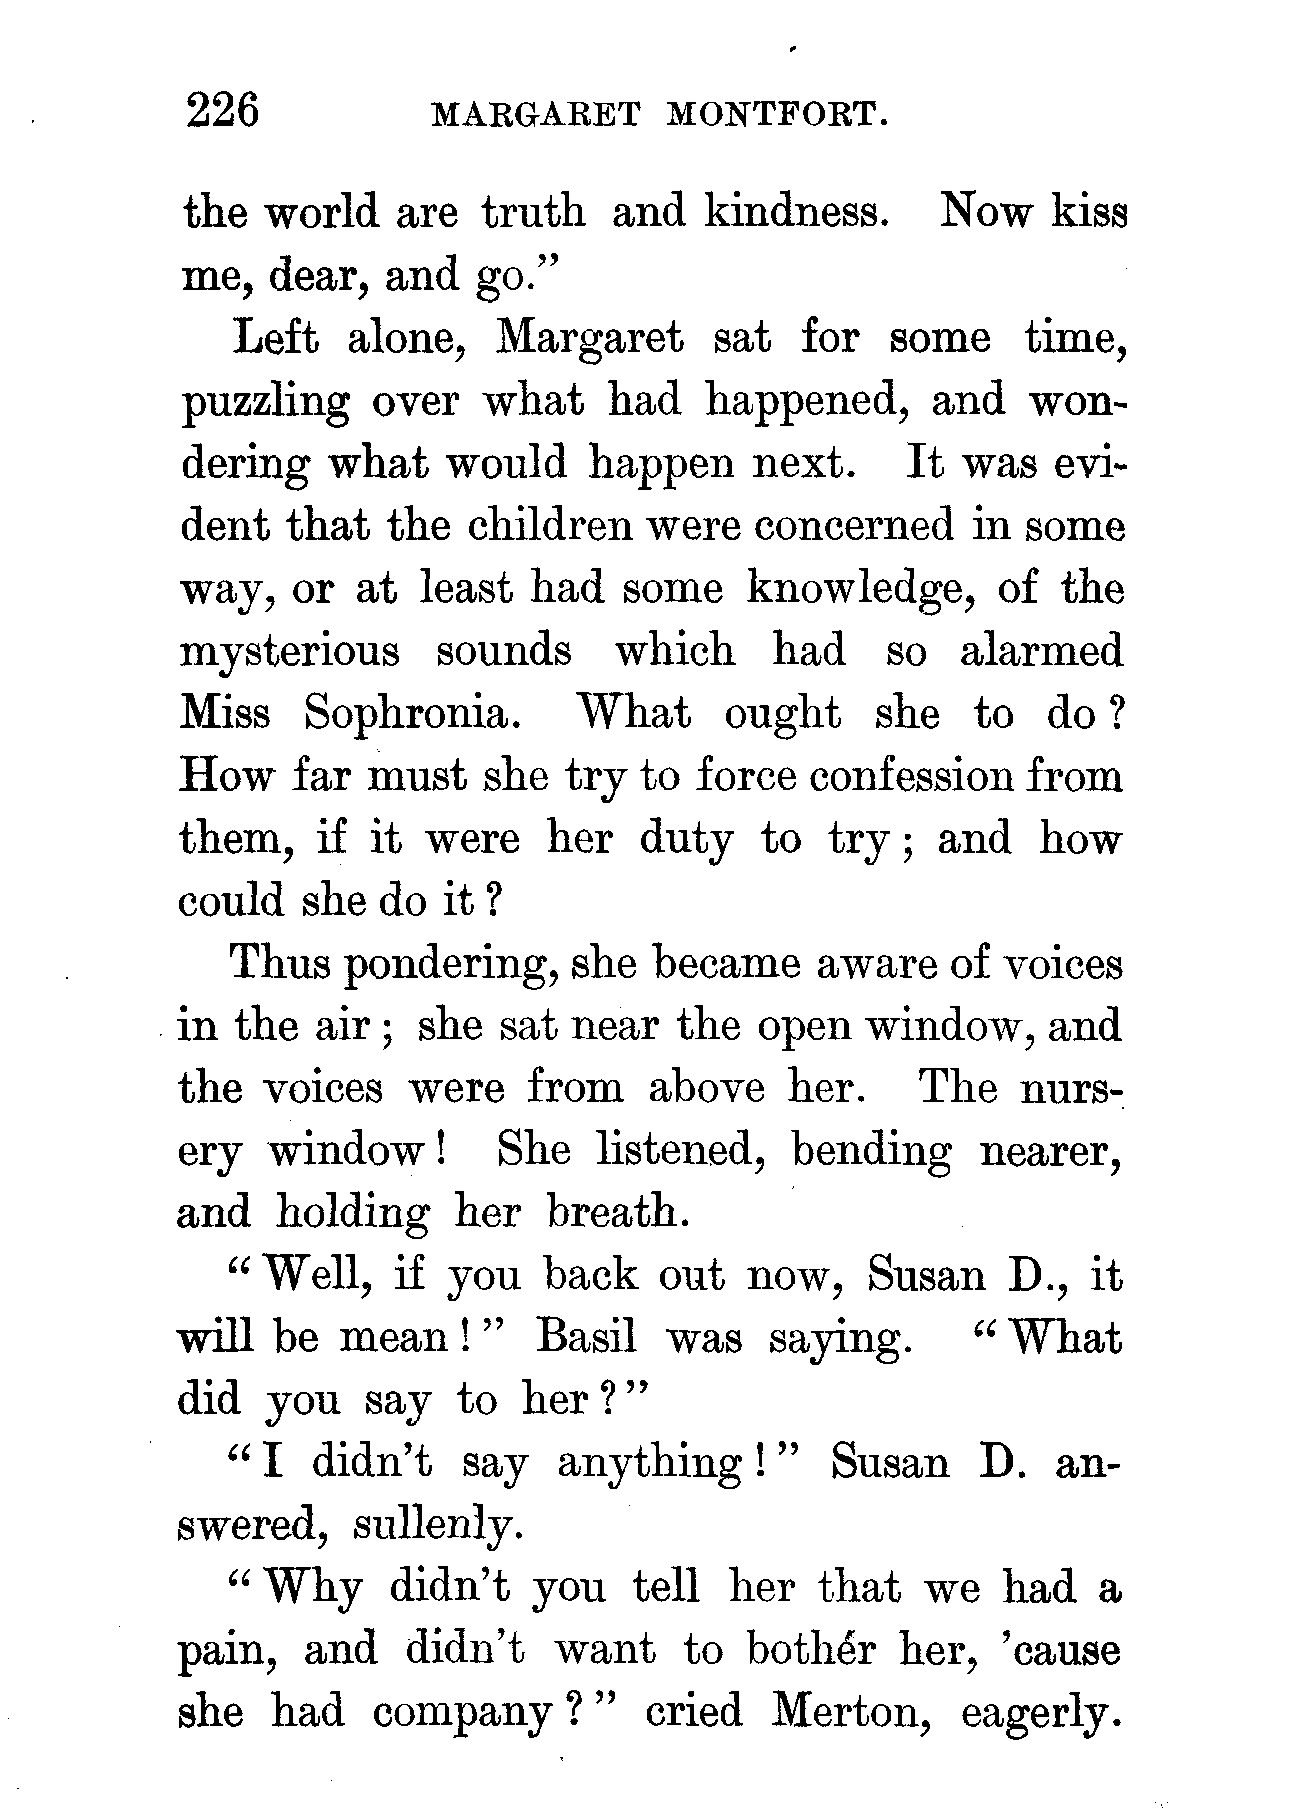 226 MARGARET MONTFORT.
the world are truth and kindness. Now kiss
me, dear, and go.”
Left alone, Margaret sat for some time,
puzzling over what had happened, and won-
dering what would happen next. It was evi-
dent that the children were concerned in some
way, or at least had some knowledge, of the
mysterious sounds which had so alarmed
Miss Sophronia. What ought she to do?
How far must she try to force confession from
them, if it were her duty to try; and how
could she do it?
Thus pondering, she became aware of voices
in the air; she sat near the open window, and
the voices were from above her. The nurs-
ery window! She listened, bending nearer,
and holding her breath.
“Well, if you back out now, Susan D., it
will be mean!” Basil was saying. “What
did you say to her?”
“I didn’t say anything!” Susan D. an-
swered, sullenly.
“Why didn’t you tell her that we had a
pain, and didn’t want to bothér her, ’cause
she had company?” cried Merton, eagerly.